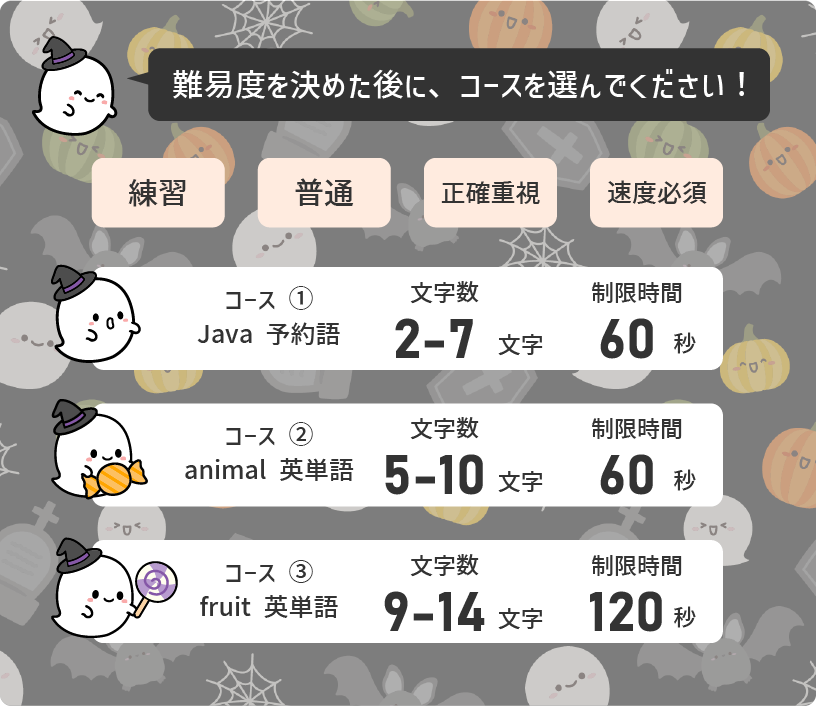 難易度を決めた後に、コースを選んでください！
練習
普通
正確重視
速度必須
コース ①
Java 予約語
文字数
2-7 文字
制限時間
60 秒
コース ②
animal 英単語
文字数
5-10 文字
制限時間
60 秒
コース ③
fruit 英単語
文字数
9-14 文字
制限時間
120 秒